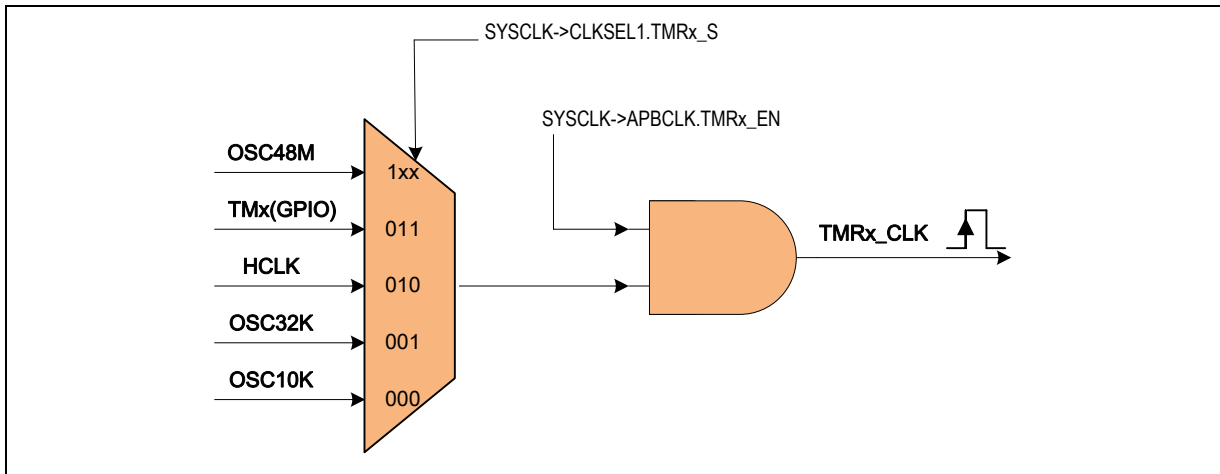 SYSCLK->CLKSEL1.TMRx_S
SYSCLK->APBCLK.TMRx_EN
OSC48M
1xx
TMx(GPIO)
011
HCLK
010
OSC32K
001
OSC10K
000
TMRx_CLK